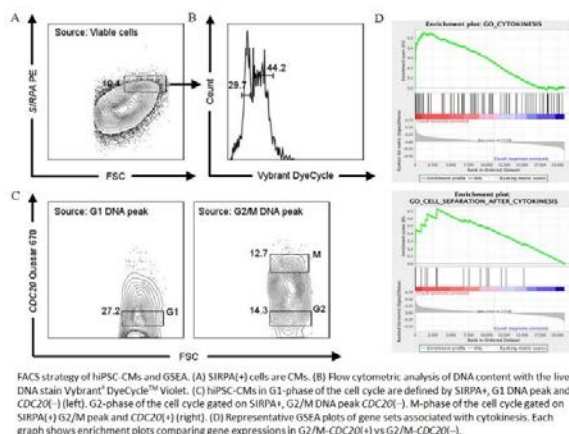 A
Source: Viable cells
SIRPA PE
10.4
FSC
B
Count
29.7
44.2
Vybrant DyeCycle
C
Source: G1 DNA peak
CDC20 Quasar 670
27.2
G1
Source: G2/M DNA peak
12.7
M
14.3
G2
FSC
D
Enrichment plot: GO_CYTOKINESIS
Enrichment plot:
GO_CELL_SEPARATION_AFTER_CYTOKINESIS
FACS strategy of hiPSC-CMs and GSEA. (A) SIRPA(+) cells are CMs. (B) Flow cytometric analysis of DNA content with the live
DNA stain Vybrant® DyeCycle™ Violet. (C) hiPSC-CMs in G1-phase of the cell cycle are defined by SIRPA+, G1 DNA peak and
CDC20(−) (left). G2-phase of the cell cycle gated on SIRPA+, G2/M DNA peak CDC20(−). M-phase of the cell cycle gated on
SIRPA(+) G2/M peak and CDC20(+) (right). (D) Representative GSEA plots of gene sets associated with cytokinesis. Each
graph shows enrichment plots comparing gene expressions in G2/M-CDC20(+) vs G2/M-CDC20(−).